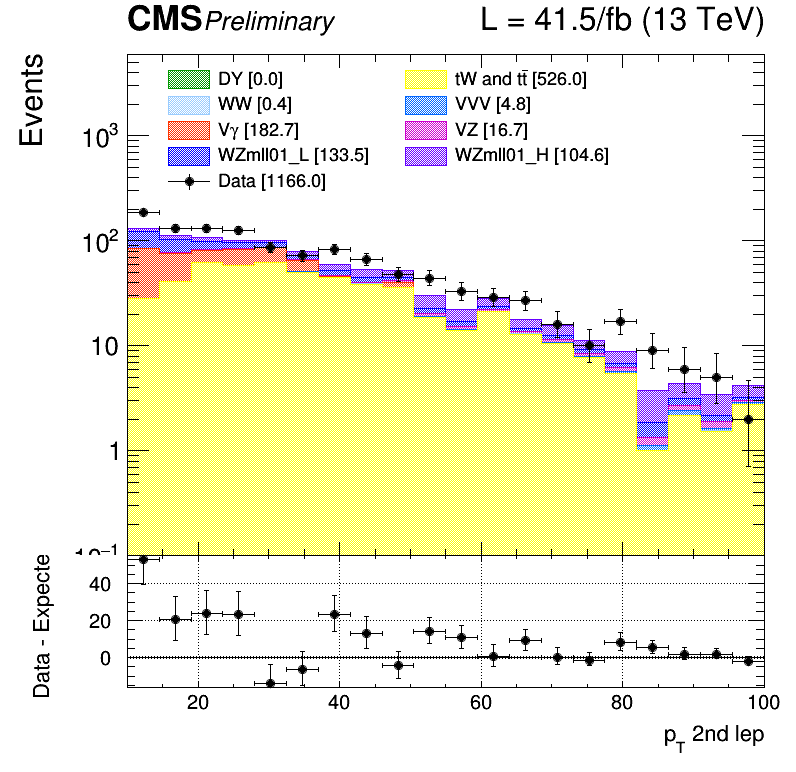 CMS Preliminary L = 41.5/fb (13 TeV)
Events
DY [0.0] tW and tt̄ [526.0]
WW [0.4] VVV [4.8]
Vγ [182.7] VZ [16.7]
WZmll01_L [133.5] WZmll01_H [104.6]
Data [1166.0]
10³
10²
10
1
Data - Expecte
40
20
0
20 40 60 80 100
p_T 2nd lep